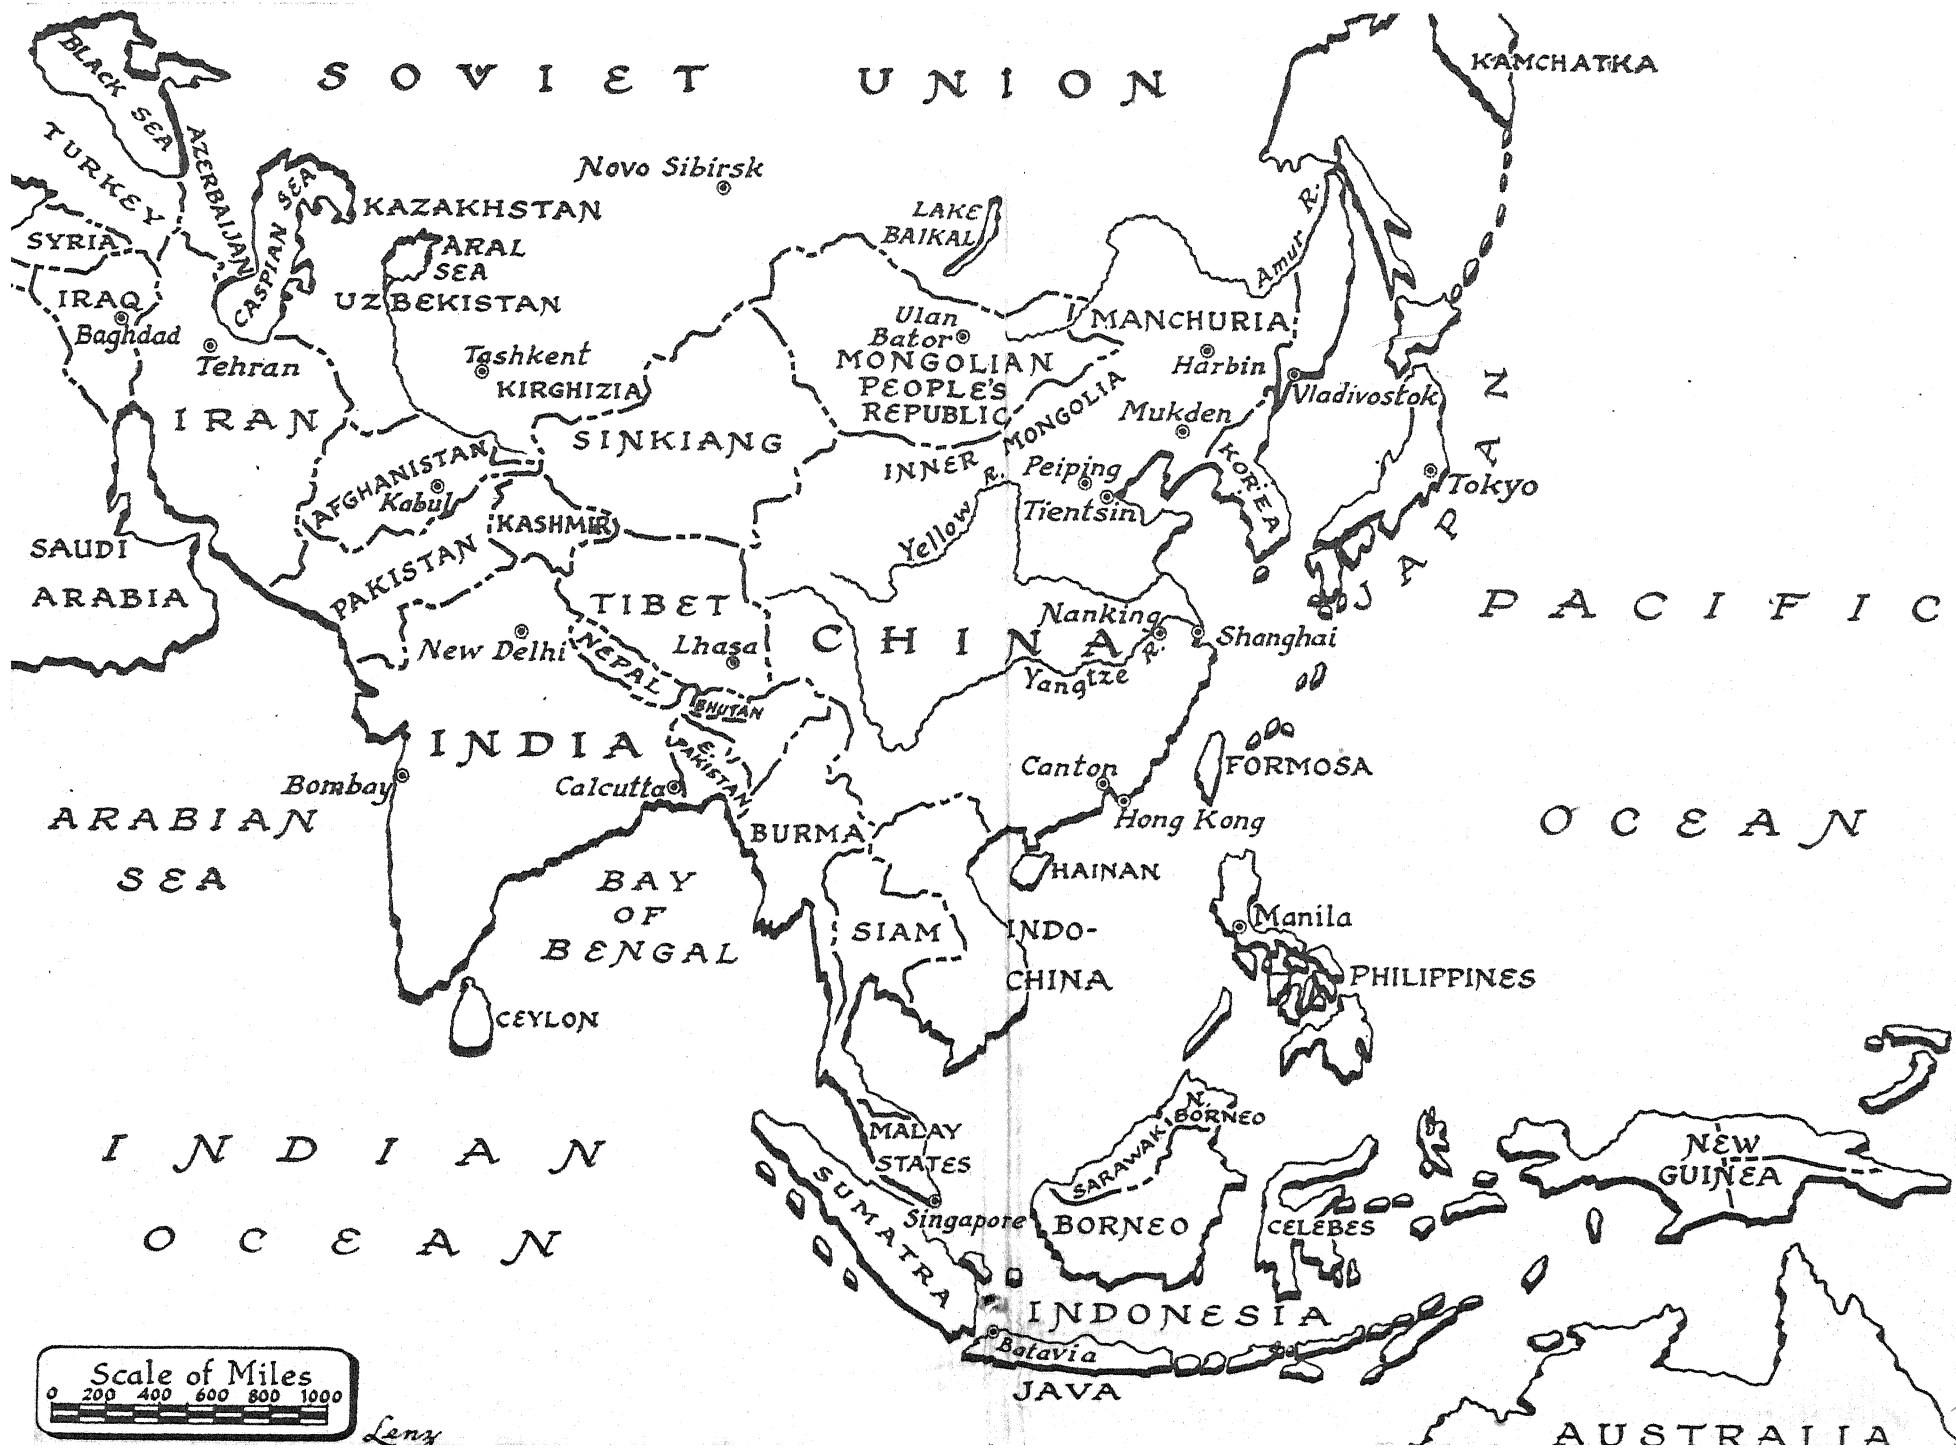 SOVIET UNION
KAMCHATKA
BLACK SEA
TURKEY
AZERBAIJAN
CASPIAN SEA
Novo Sibirsk
KAZAKHSTAN
LAKE
BAIKAL
Amur R.
SYRIA
ARAL
SEA
IRAQ
Baghdad
UZBEKISTAN
Ulan
Bator
MANCHURIA
Tehran
Tashkent
KIRGHIZIA
MONGOLIAN
PEOPLE'S
REPUBLIC
Harbin
Vladivostok
IRAN
SINKIANG
INNER MONGOLIA
Mukden
JAPAN
AFGHANISTAN
Kabul
KASHMIR
Yellow R.
Peiping
Tientsin
KOREA
Tokyo
SAUDI
ARABIA
PAKISTAN
TIBET
Lhasa
New Delhi
NEPAL
BHUTAN
CHINA
Nanking
Shanghai
Yangtze R.
PACIFIC
OCEAN
INDIA
E.
PAKISTAN
Bombay
Calcutta
Canton
Hong Kong
FORMOSA
ARABIAN
SEA
BURMA
HAINAN
BAY
OF
BENGAL
SIAM
INDO-
CHINA
Manila
PHILIPPINES
CEYLON
INDIAN
OCEAN
MALAY
STATES
Singapore
SUMATRA
N.
BORNEO
SARAWAK
BORNEO
CELEBES
NEW
GUINEA
INDONESIA
Batavia
JAVA
AUSTRALIA
Scale of Miles
0 200 400 600 800 1000
Lenz